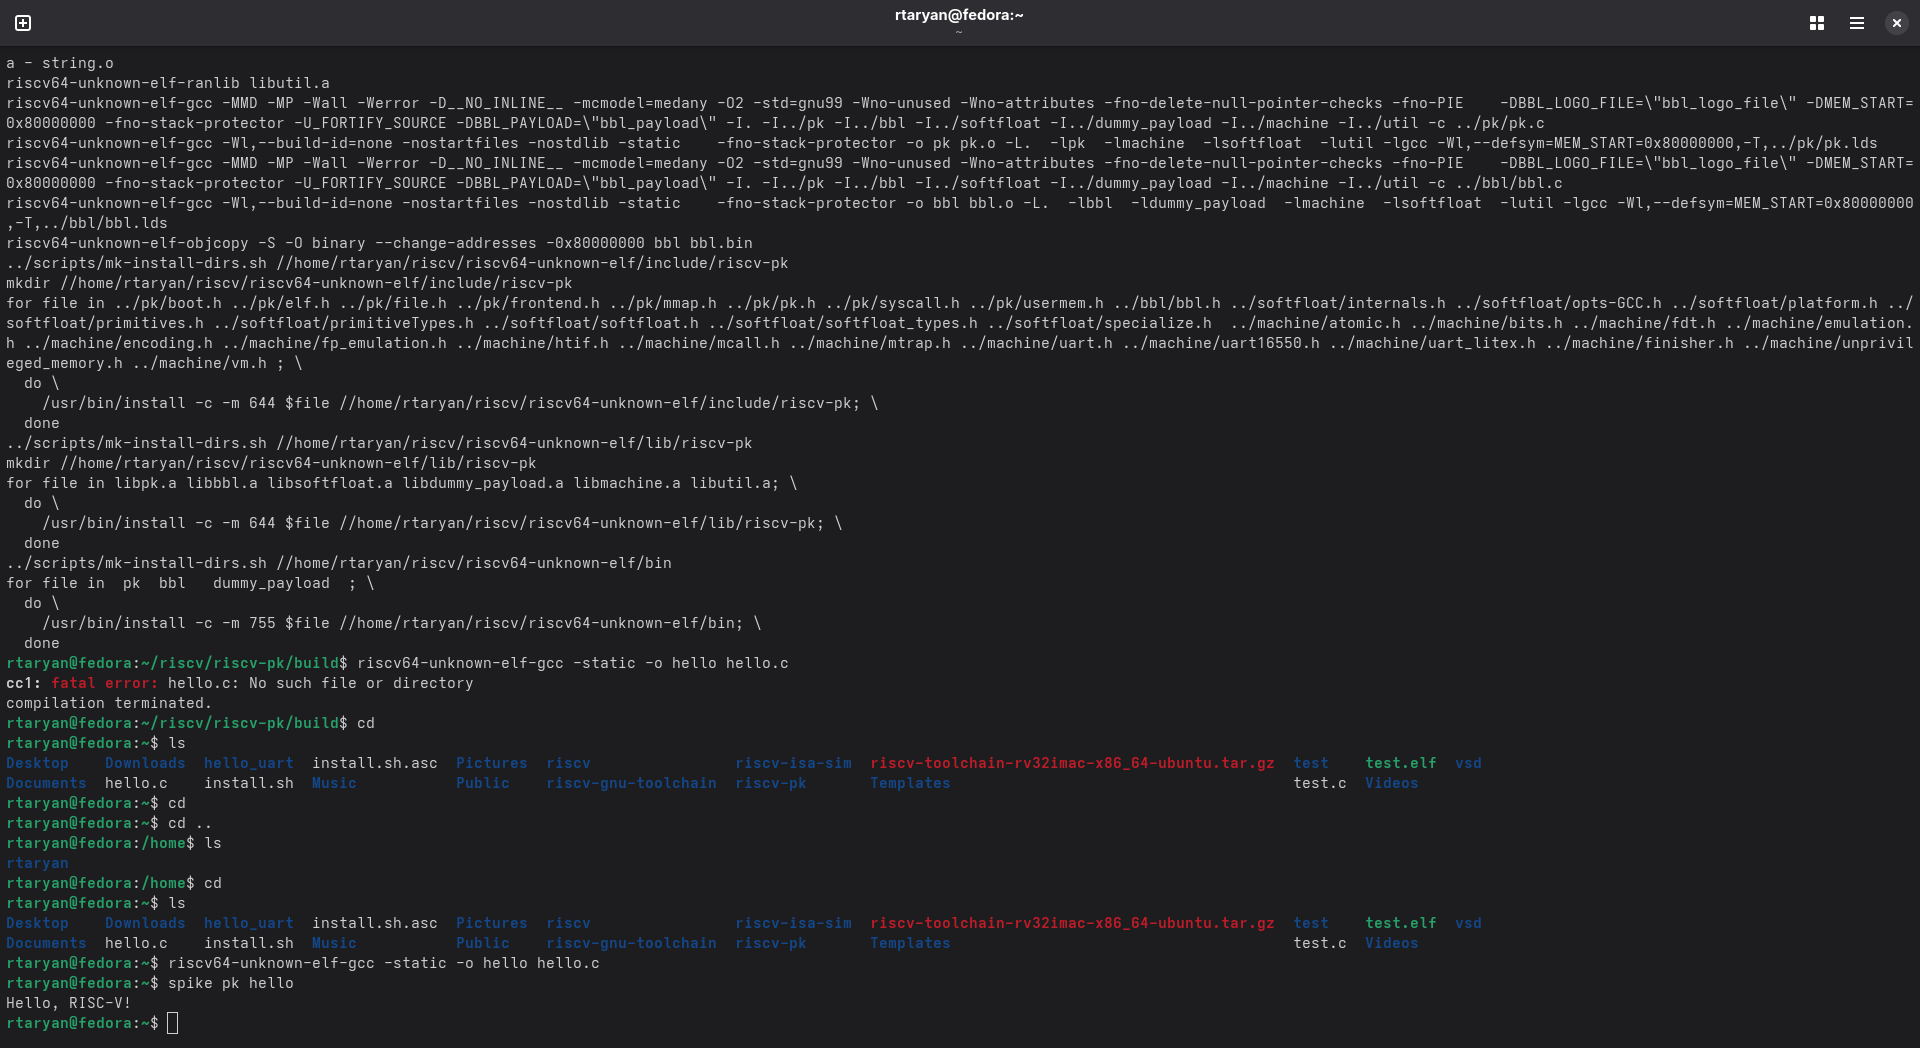 rtaryan@fedora:~
~
a - string.o
riscv64-unknown-elf-ranlib libutil.a
riscv64-unknown-elf-gcc -MMD -MP -Wall -Werror -D__NO_INLINE__ -mcmodel=medany -O2 -std=gnu99 -Wno-unused -Wno-attributes -fno-delete-null-pointer-checks -fno-PIE    -DBBL_LOGO_FILE=\"bbl_logo_file\" -DMEM_START=
0x80000000 -fno-stack-protector -U_FORTIFY_SOURCE -DBBL_PAYLOAD=\"bbl_payload\" -I. -I../pk -I../bbl -I../softfloat -I../dummy_payload -I../machine -I../util -c ../pk/pk.c
riscv64-unknown-elf-gcc -Wl,--build-id=none -nostartfiles -nostdlib -static    -fno-stack-protector -o pk pk.o -L.  -lpk  -lmachine  -lsoftfloat  -lutil -lgcc -Wl,--defsym=MEM_START=0x80000000,-T,../pk/pk.lds
riscv64-unknown-elf-gcc -MMD -MP -Wall -Werror -D__NO_INLINE__ -mcmodel=medany -O2 -std=gnu99 -Wno-unused -Wno-attributes -fno-delete-null-pointer-checks -fno-PIE    -DBBL_LOGO_FILE=\"bbl_logo_file\" -DMEM_START=
0x80000000 -fno-stack-protector -U_FORTIFY_SOURCE -DBBL_PAYLOAD=\"bbl_payload\" -I. -I../pk -I../bbl -I../softfloat -I../dummy_payload -I../machine -I../util -c ../bbl/bbl.c
riscv64-unknown-elf-gcc -Wl,--build-id=none -nostartfiles -nostdlib -static    -fno-stack-protector -o bbl bbl.o -L.  -lbbl  -ldummy_payload  -lmachine  -lsoftfloat  -lutil -lgcc -Wl,--defsym=MEM_START=0x80000000
,-T,../bbl/bbl.lds
riscv64-unknown-elf-objcopy -S -O binary --change-addresses -0x80000000 bbl bbl.bin
../scripts/mk-install-dirs.sh //home/rtaryan/riscv/riscv64-unknown-elf/include/riscv-pk
mkdir //home/rtaryan/riscv/riscv64-unknown-elf/include/riscv-pk
for file in ../pk/boot.h ../pk/elf.h ../pk/file.h ../pk/frontend.h ../pk/mmap.h ../pk/pk.h ../pk/syscall.h ../pk/usermem.h ../bbl/bbl.h ../softfloat/internals.h ../softfloat/opts-GCC.h ../softfloat/platform.h ../
softfloat/primitives.h ../softfloat/primitiveTypes.h ../softfloat/softfloat.h ../softfloat/softfloat_types.h ../softfloat/specialize.h  ../machine/atomic.h ../machine/bits.h ../machine/fdt.h ../machine/emulation.
h ../machine/encoding.h ../machine/fp_emulation.h ../machine/htif.h ../machine/mcall.h ../machine/mtrap.h ../machine/uart.h ../machine/uart16550.h ../machine/uart_litex.h ../machine/finisher.h ../machine/unprivil
eged_memory.h ../machine/vm.h ; \
  do \
    /usr/bin/install -c -m 644 $file //home/rtaryan/riscv/riscv64-unknown-elf/include/riscv-pk; \
  done
../scripts/mk-install-dirs.sh //home/rtaryan/riscv/riscv64-unknown-elf/lib/riscv-pk
mkdir //home/rtaryan/riscv/riscv64-unknown-elf/lib/riscv-pk
for file in libpk.a libbbl.a libsoftfloat.a libdummy_payload.a libmachine.a libutil.a; \
  do \
    /usr/bin/install -c -m 644 $file //home/rtaryan/riscv/riscv64-unknown-elf/lib/riscv-pk; \
  done
../scripts/mk-install-dirs.sh //home/rtaryan/riscv/riscv64-unknown-elf/bin
for file in  pk  bbl   dummy_payload  ; \
  do \
    /usr/bin/install -c -m 755 $file //home/rtaryan/riscv/riscv64-unknown-elf/bin; \
  done
rtaryan@fedora:~/riscv/riscv-pk/build$ riscv64-unknown-elf-gcc -static -o hello hello.c
cc1: fatal error: hello.c: No such file or directory
compilation terminated.
rtaryan@fedora:~/riscv/riscv-pk/build$ cd
rtaryan@fedora:~$ ls
Desktop    Downloads  hello_uart  install.sh.asc  Pictures  riscv                riscv-isa-sim  riscv-toolchain-rv32imac-x86_64-ubuntu.tar.gz  test    test.elf  vsd
Documents  hello.c    install.sh  Music           Public    riscv-gnu-toolchain  riscv-pk       Templates                                      test.c  Videos
rtaryan@fedora:~$ cd
rtaryan@fedora:~$ cd ..
rtaryan@fedora:/home$ ls
rtaryan
rtaryan@fedora:/home$ cd
rtaryan@fedora:~$ ls
Desktop    Downloads  hello_uart  install.sh.asc  Pictures  riscv                riscv-isa-sim  riscv-toolchain-rv32imac-x86_64-ubuntu.tar.gz  test    test.elf  vsd
Documents  hello.c    install.sh  Music           Public    riscv-gnu-toolchain  riscv-pk       Templates                                      test.c  Videos
rtaryan@fedora:~$ riscv64-unknown-elf-gcc -static -o hello hello.c
rtaryan@fedora:~$ spike pk hello
Hello, RISC-V!
rtaryan@fedora:~$